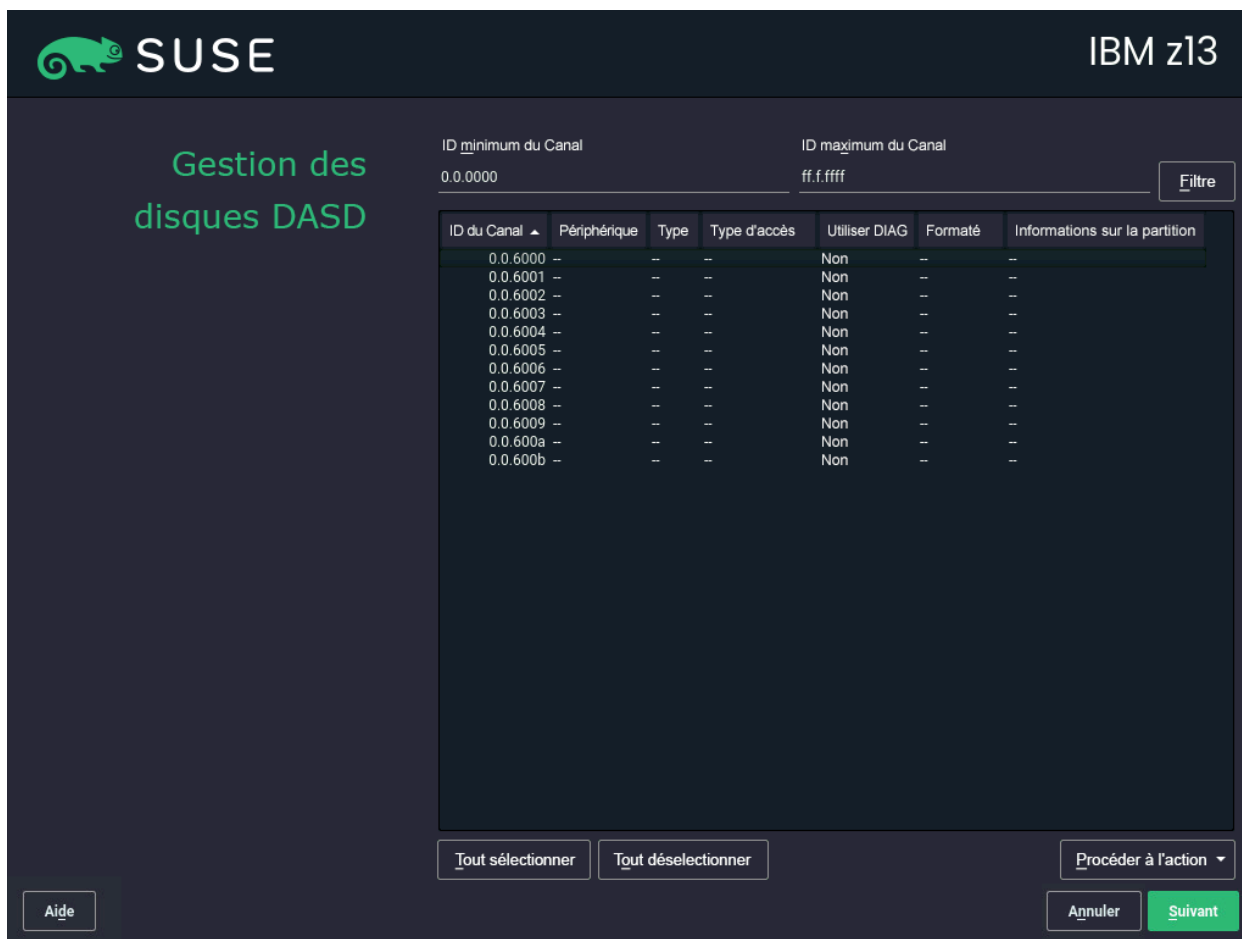 SUSE
IBM z13
Gestion des
disques DASD
ID minimum du Canal
ID maximum du Canal
0.0.0000
ff.f.ffff
Filtre
ID du Canal Périphérique Type Type d'accès Utiliser DIAG Formaté Informations sur la partition
0.0.6000 -- -- -- Non -- --
0.0.6001 -- -- -- Non -- --
0.0.6002 -- -- -- Non -- --
0.0.6003 -- -- -- Non -- --
0.0.6004 -- -- -- Non -- --
0.0.6005 -- -- -- Non -- --
0.0.6006 -- -- -- Non -- --
0.0.6007 -- -- -- Non -- --
0.0.6008 -- -- -- Non -- --
0.0.6009 -- -- -- Non -- --
0.0.600a -- -- -- Non -- --
0.0.600b -- -- -- Non -- --
Tout sélectionner
Tout déselectionner
Procéder à l'action
Aide
Annuler
Suivant